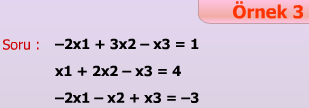 Örnek 3
Soru : –2x1 + 3x2 – x3 = 1
x1 + 2x2 – x3 = 4
–2x1 – x2 + x3 = –3